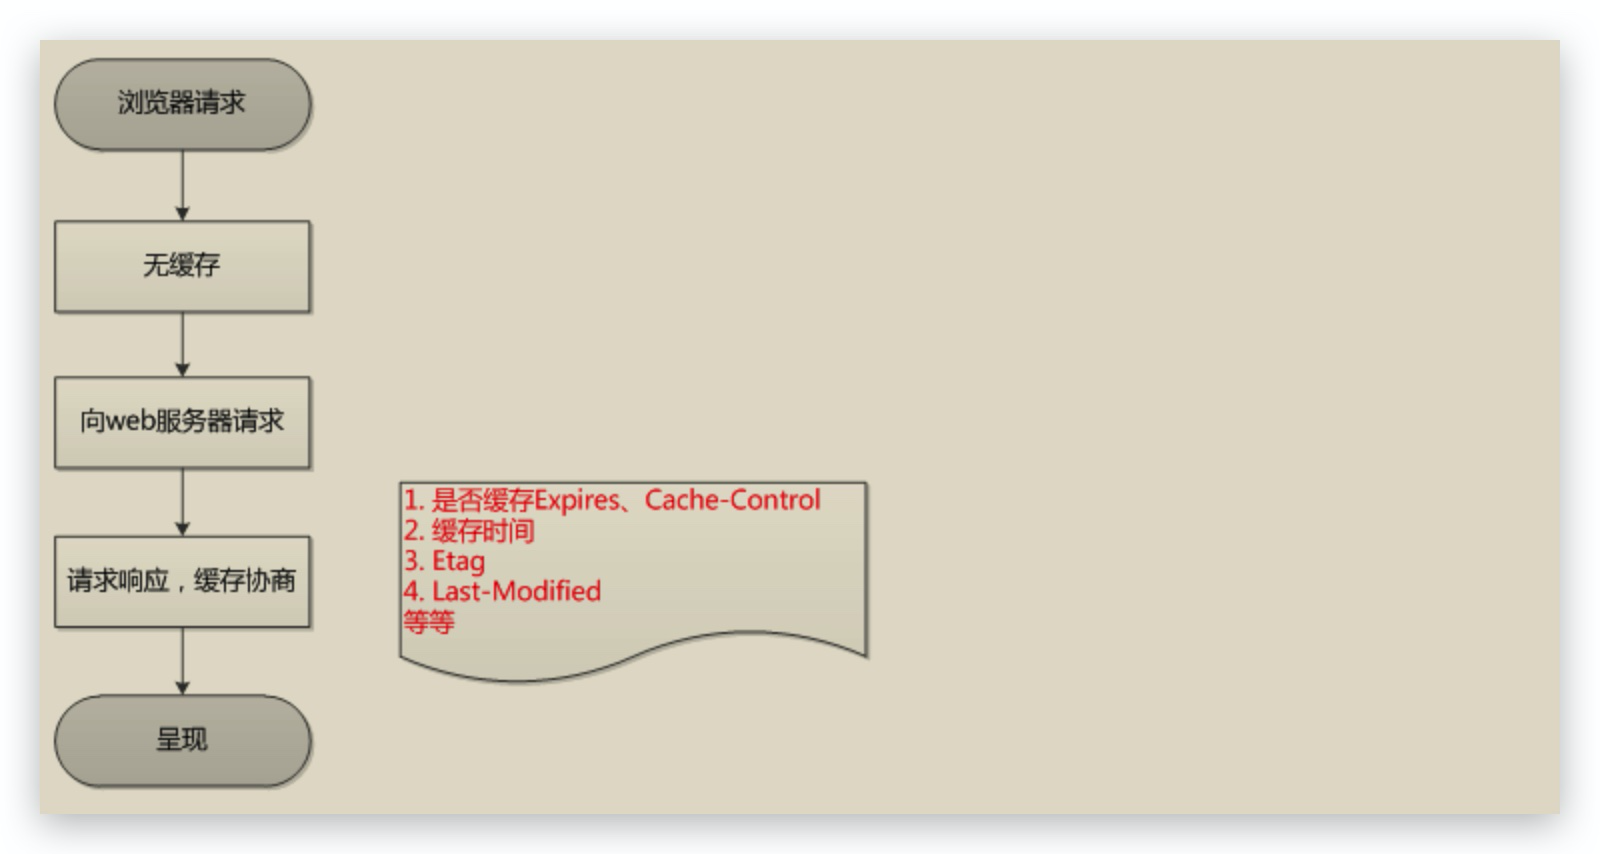 浏览器请求
无缓存
向web服务器请求
请求响应，缓存协商
呈现
1. 是否缓存Expires、Cache-Control
2. 缓存时间
3. Etag
4. Last-Modified
等等